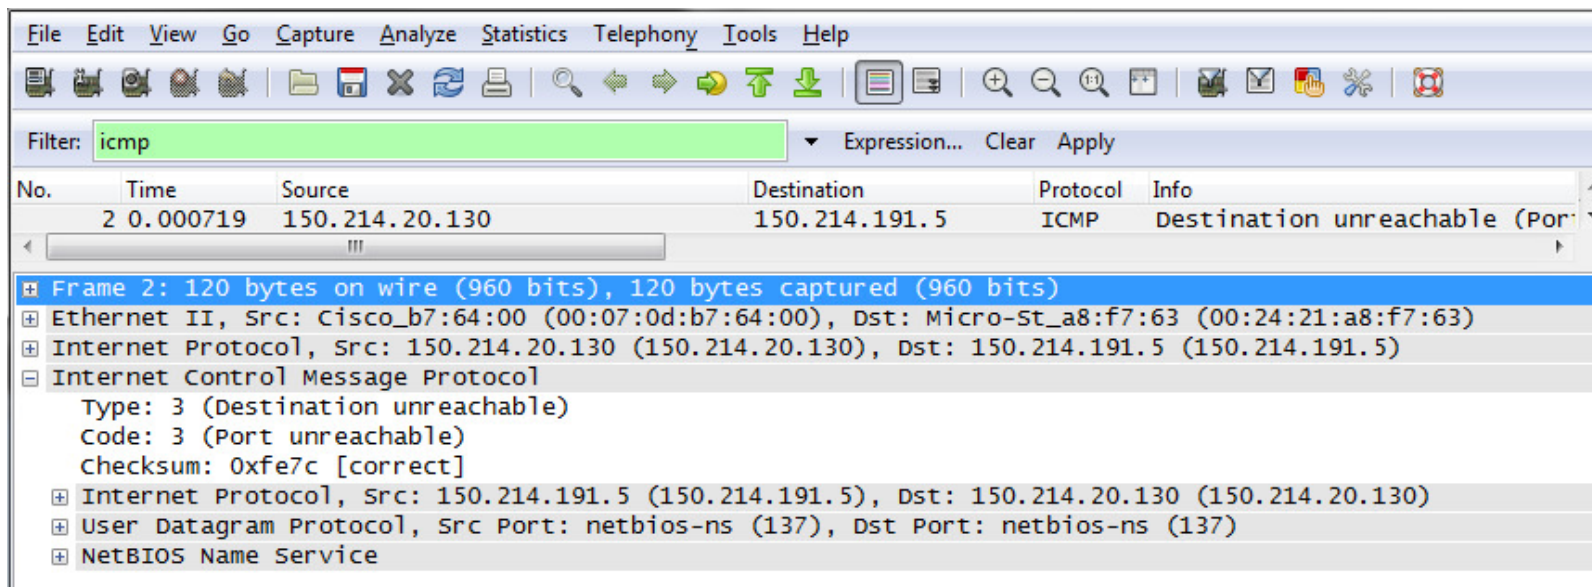 File Edit View Go Capture Analyze Statistics Telephony Tools Help
Filter: icmp Expression... Clear Apply
No. Time Source Destination Protocol Info
2 0.000719 150.214.20.130 150.214.191.5 ICMP Destination unreachable (Por
Frame 2: 120 bytes on wire (960 bits), 120 bytes captured (960 bits)
Ethernet II, Src: Cisco_b7:64:00 (00:07:0d:b7:64:00), Dst: Micro-St_a8:f7:63 (00:24:21:a8:f7:63)
Internet Protocol, Src: 150.214.20.130 (150.214.20.130), Dst: 150.214.191.5 (150.214.191.5)
Internet Control Message Protocol
Type: 3 (Destination unreachable)
Code: 3 (Port unreachable)
Checksum: 0xfe7c [correct]
Internet Protocol, Src: 150.214.191.5 (150.214.191.5), Dst: 150.214.20.130 (150.214.20.130)
User Datagram Protocol, Src Port: netbios-ns (137), Dst Port: netbios-ns (137)
NetBIOS Name Service